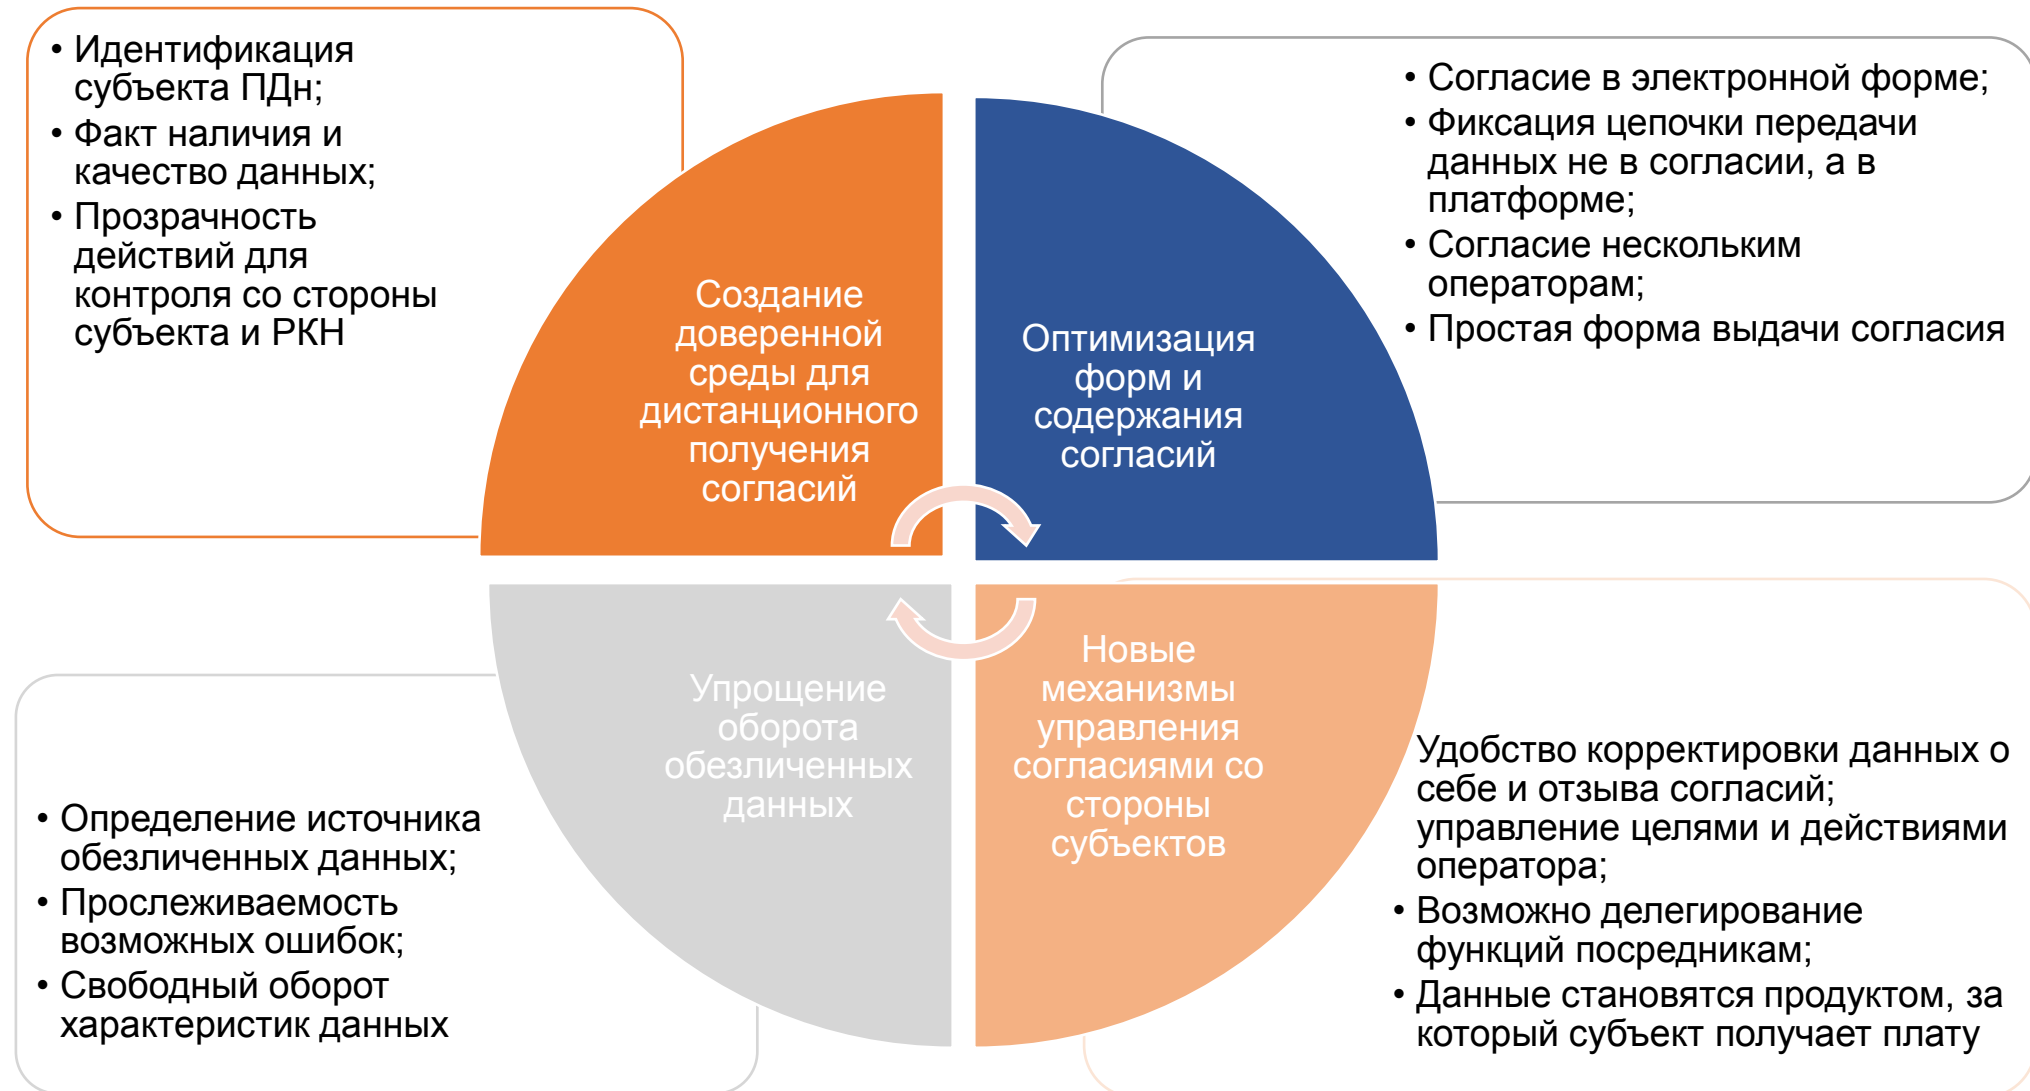 • Идентификация
субъекта ПДн;
• Факт наличия и
качество данных;
• Прозрачность
действий для
контроля со стороны
субъекта и РКН
Создание
доверенной
среды для
дистанционного
получения
согласий
Оптимизация
форм и
содержания
согласий
• Согласие в электронной форме;
• Фиксация цепочки передачи
данных не в согласии, а в
платформе;
• Согласие нескольким
операторам;
• Простая форма выдачи согласия
• Определение источника
обезличенных данных;
• Прослеживаемость
возможных ошибок;
• Свободный оборот
характеристик данных
Упрощение
оборота
обезличенных
данных
Новые
механизмы
управления
согласиями со
стороны
субъектов
Удобство корректировки данных о
себе и отзыва согласий;
управление целями и действиями
оператора;
• Возможно делегирование
функций посредникам;
• Данные становятся продуктом, за
который субъект получает плату